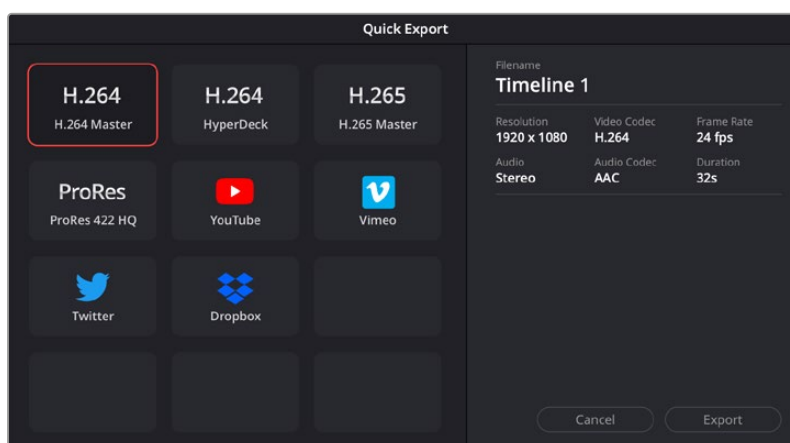 Quick Export
H.264
H.264 Master
H.264
HyperDeck
H.265
H.265 Master
ProRes
ProRes 422 HQ
YouTube
Vimeo
Twitter
Dropbox
Filename
Timeline 1
Resolution
1920 x 1080
Video Codec
H.264
Frame Rate
24 fps
Audio
Stereo
Audio Codec
AAC
Duration
32s
Cancel
Export